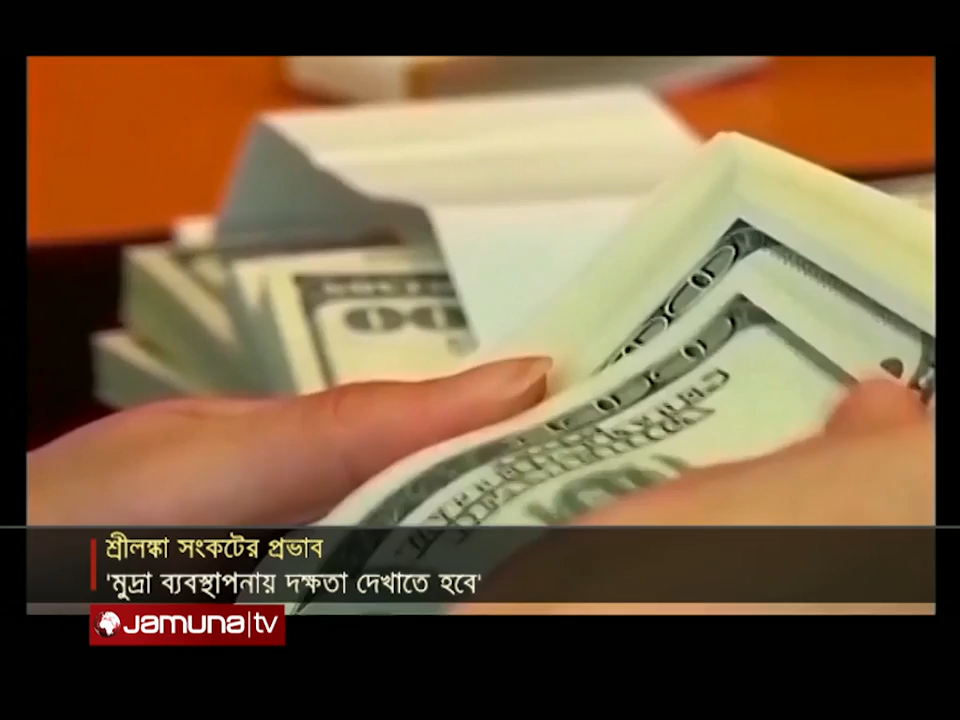 শ্রীলঙ্কা সংকটের প্রভাব
'মুদ্রা ব্যবস্থাপনায় দক্ষতা দেখাতে হবে'
Jamuna|tv